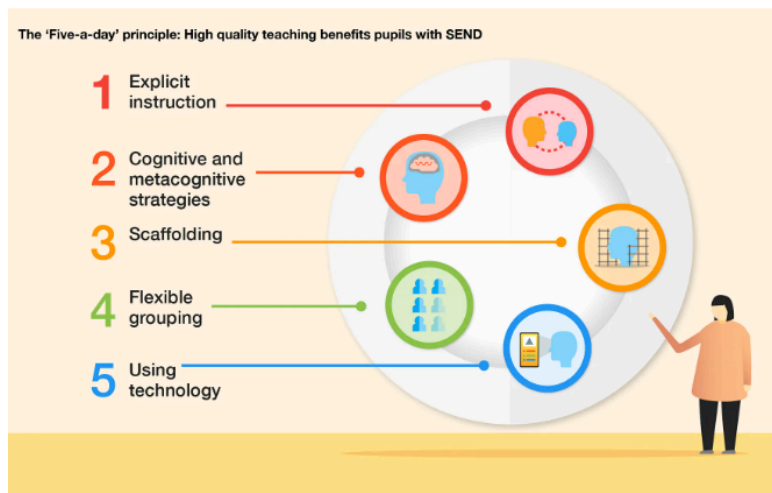 The ‘Five-a-day’ principle: High quality teaching benefits pupils with SEND
1 Explicit
instruction
2 Cognitive and
metacognitive
strategies
3 Scaffolding
4 Flexible
grouping
5 Using
technology